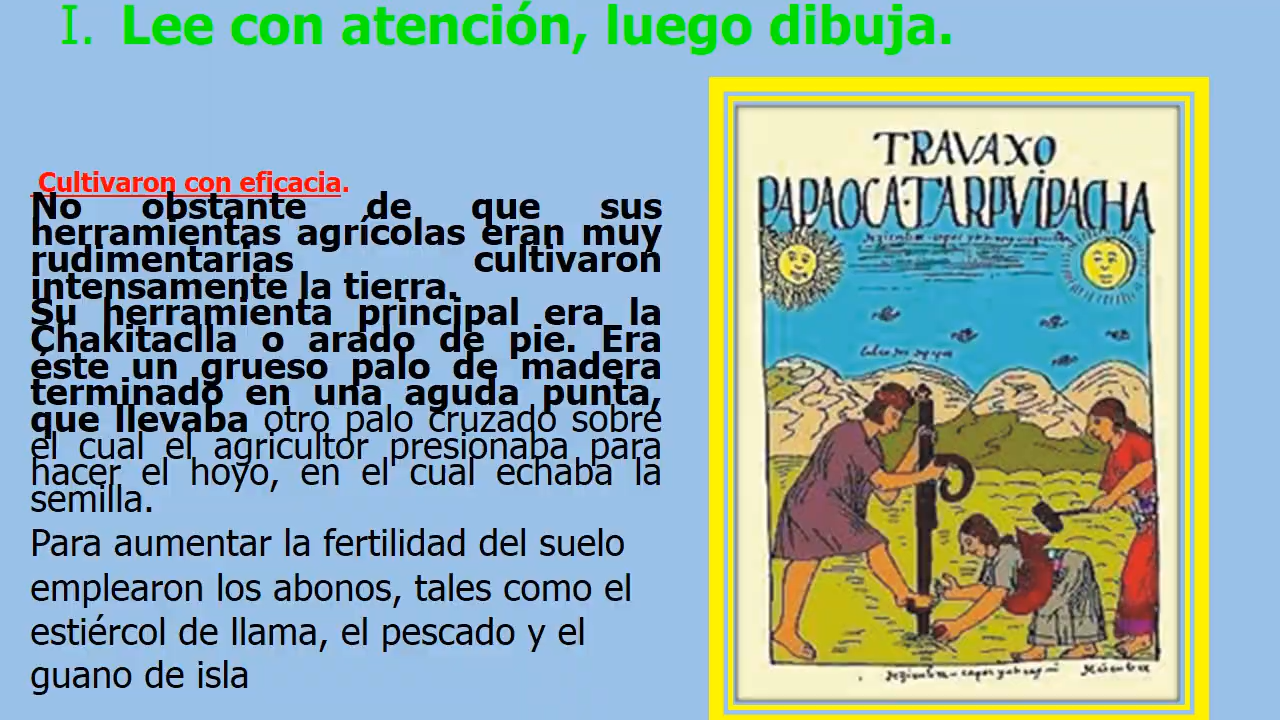 I. Lee con atención, luego dibuja.
Cultivaron con eficacia.
No obstante de que sus
herramientas agrícolas eran muy
rudimentarias cultivaron
intensamente la tierra.
Su herramienta principal era la
Chakitaclla o arado de pie. Era
éste un grueso palo de madera
terminado en una aguda punta,
que llevaba otro palo cruzado sobre
el cual el agricultor presionaba para
hacer el hoyo, en el cual echaba la
semilla.
Para aumentar la fertilidad del suelo
emplearon los abonos, tales como el
estiércol de llama, el pescado y el
guano de isla
TRAVAXO
PAPAOCA·TARPVIPACHA